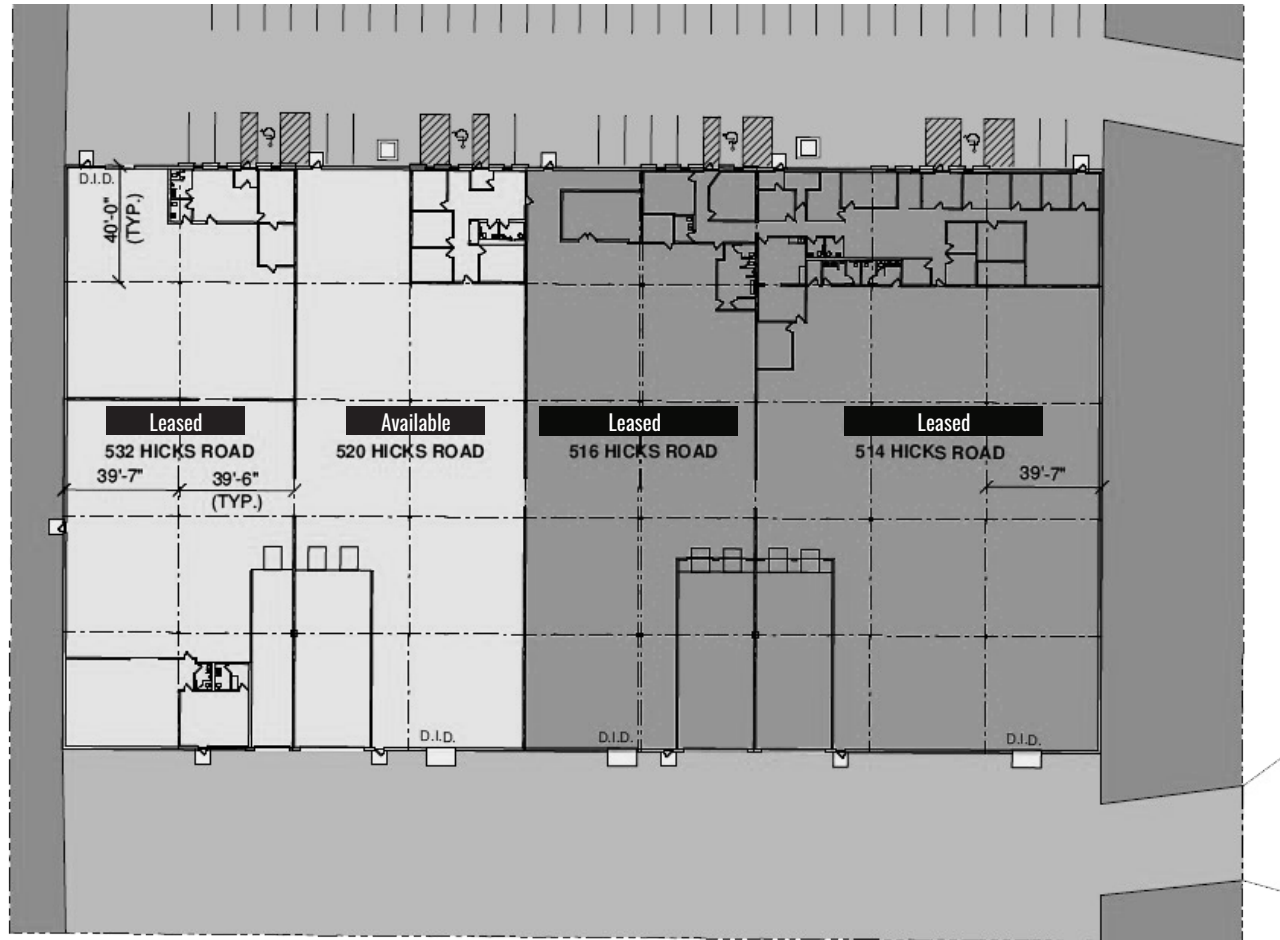 D.I.D.
40'-0"
(TYP.)
Leased
Available
Leased
Leased
532 HICKS ROAD
520 HICKS ROAD
516 HICKS ROAD
514 HICKS ROAD
39'-7"
39'-6"
(TYP.)
39'-7"
D.I.D.
D.I.D.
D.I.D.